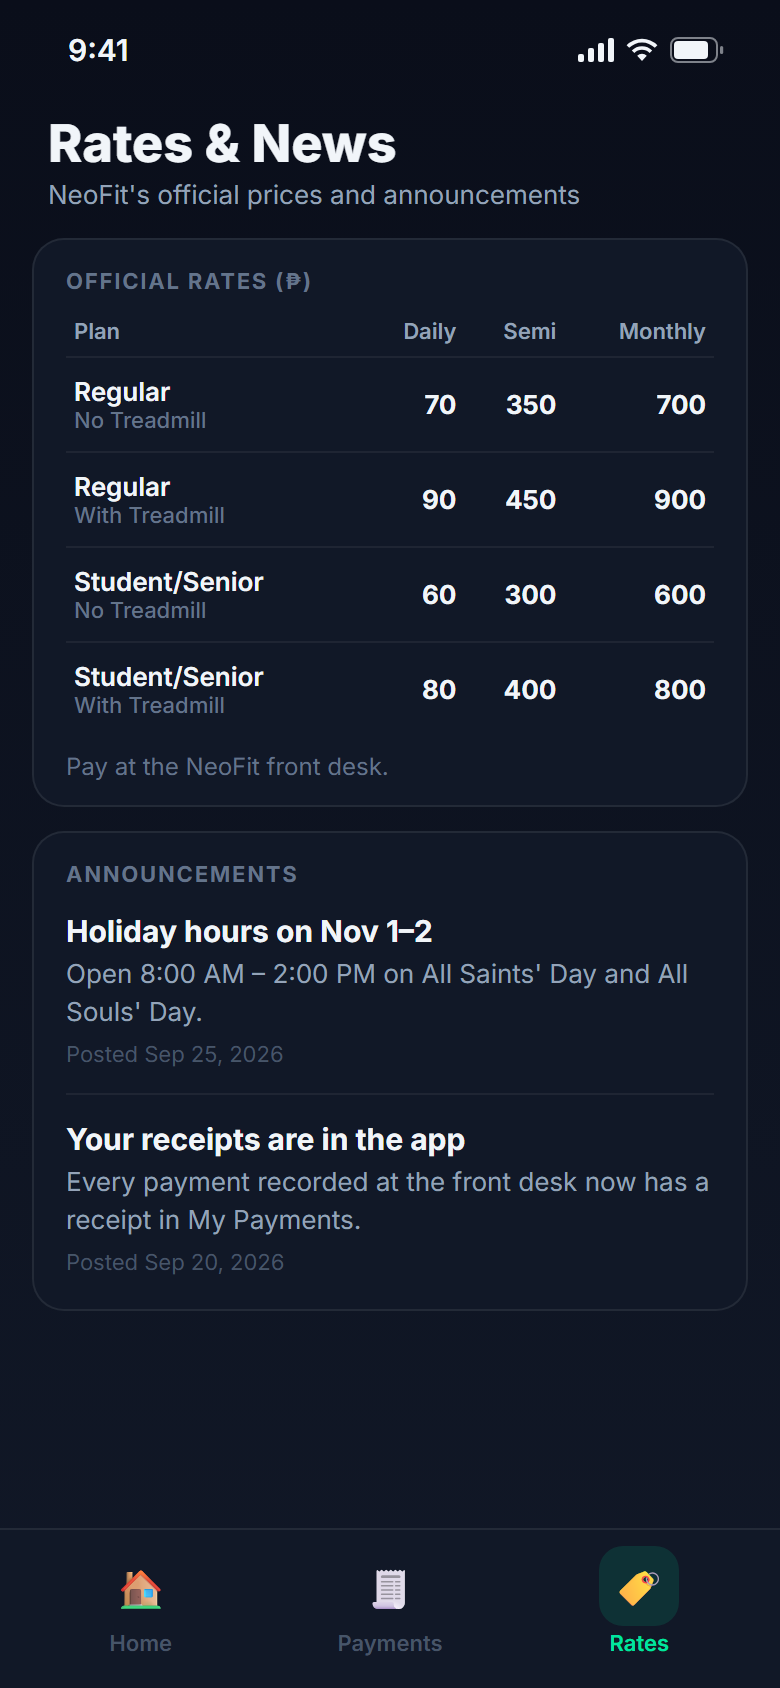 9:41
Rates & News
NeoFit's official prices and announcements
OFFICIAL RATES (₱)
Plan Daily Semi Monthly
Regular
No Treadmill
70 350 700
Regular
With Treadmill
90 450 900
Student/Senior
No Treadmill
60 300 600
Student/Senior
With Treadmill
80 400 800
Pay at the NeoFit front desk.
ANNOUNCEMENTS
Holiday hours on Nov 1–2
Open 8:00 AM – 2:00 PM on All Saints' Day and All
Souls' Day.
Posted Sep 25, 2026
Your receipts are in the app
Every payment recorded at the front desk now has a
receipt in My Payments.
Posted Sep 20, 2026
Home Payments Rates